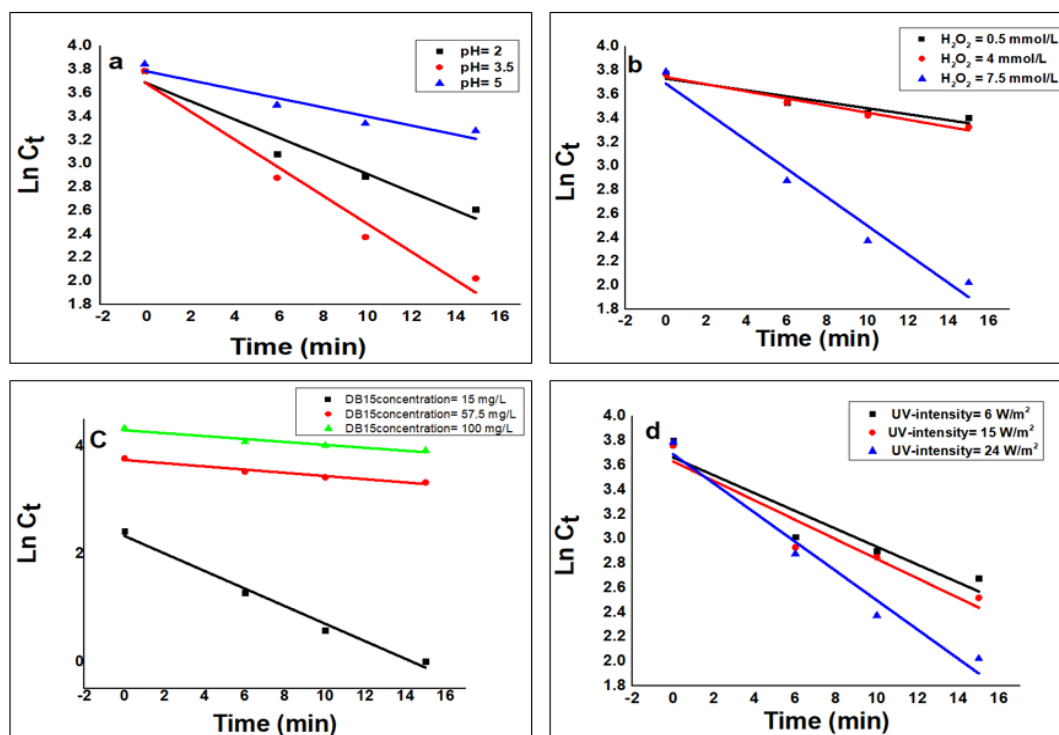 a
pH= 2
pH= 3.5
pH= 5
4.0
3.8
3.6
3.4
3.2
3.0
2.8
2.6
2.4
2.2
2.0
1.8
Ln Ct
-2 0 2 4 6 8 10 12 14 16
Time (min)
b
H₂O₂ = 0.5 mmol/L
H₂O₂ = 4 mmol/L
H₂O₂ = 7.5 mmol/L
4.0
3.8
3.6
3.4
3.2
3.0
2.8
2.6
2.4
2.2
2.0
1.8
Ln Ct
-2 0 2 4 6 8 10 12 14 16
Time (min)
C
DB15concentration= 15 mg/L
DB15concentration= 57.5 mg/L
DB15concentration= 100 mg/L
4
2
0
Ln Ct
-2 0 2 4 6 8 10 12 14 16
Time (min)
d
UV-intensity= 6 W/m²
UV-intensity= 15 W/m²
UV-intensity= 24 W/m²
4.0
3.8
3.6
3.4
3.2
3.0
2.8
2.6
2.4
2.2
2.0
1.8
Ln Ct
-2 0 2 4 6 8 10 12 14 16
Time (min)